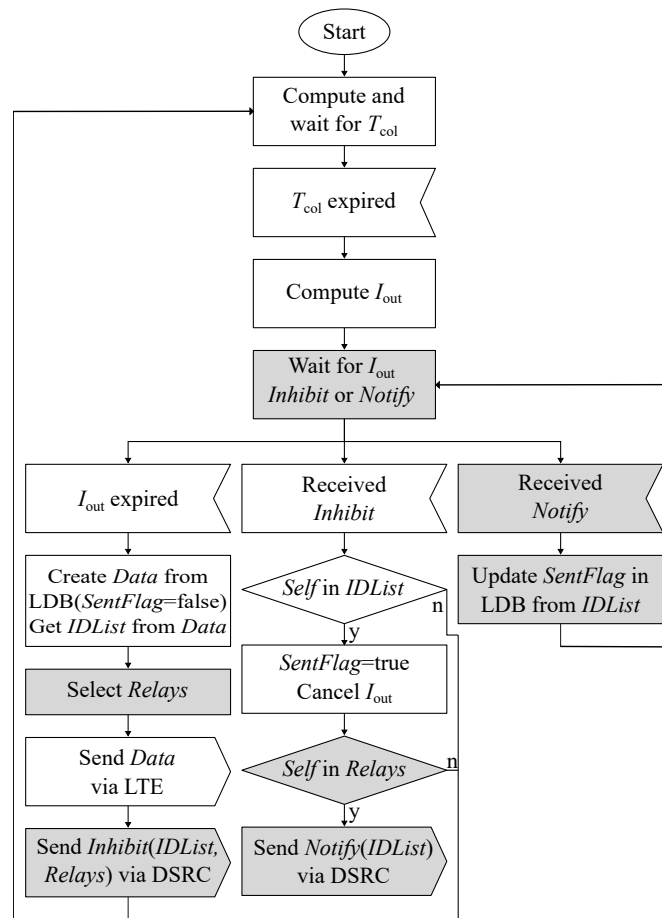 Start
Compute and
wait for T_col
T_col expired
Compute I_out
Wait for I_out
Inhibit or Notify
I_out expired
Received
Inhibit
Received
Notify
Create Data from
LDB(SentFlag=false)
Get IDList from Data
Self in IDList
n
y
Update SentFlag in
LDB from IDList
Select Relays
SentFlag=true
Cancel I_out
Send Data
via LTE
Self in Relays
n
y
Send Inhibit(IDList,
Relays) via DSRC
Send Notify(IDList)
via DSRC